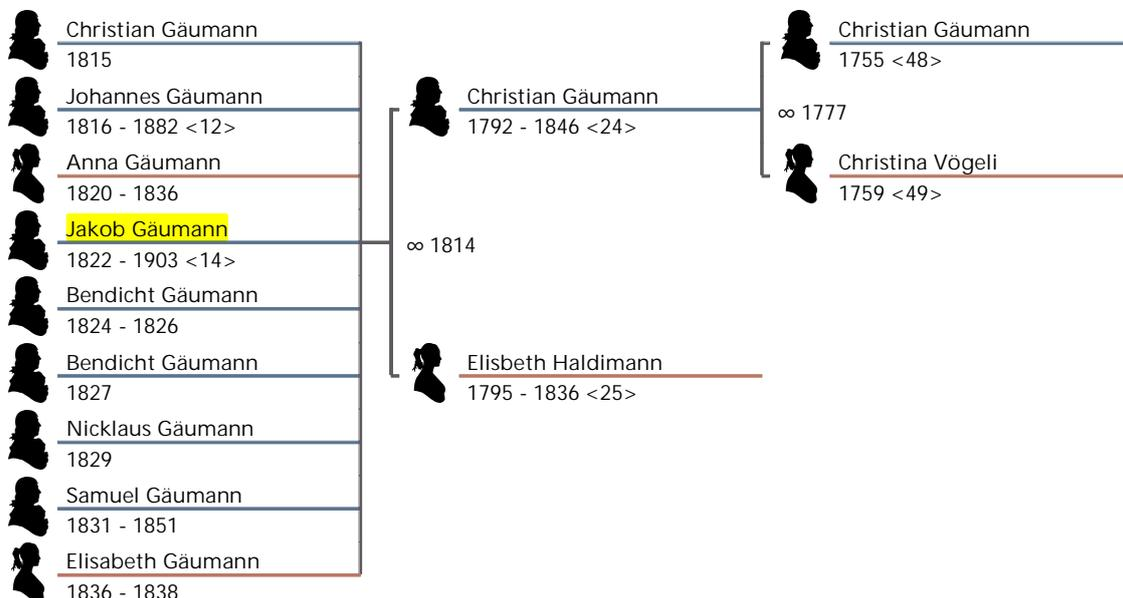 Christian Gäumann
1815
Johannes Gäumann
1816 - 1882 <12>
Anna Gäumann
1820 - 1836
Jakob Gäumann
1822 - 1903 <14>
Bendicht Gäumann
1824 - 1826
Bendicht Gäumann
1827
Nicklaus Gäumann
1829
Samuel Gäumann
1831 - 1851
Elisabeth Gäumann
1836 - 1838
Christian Gäumann
1792 - 1846 <24>
∞ 1814
Elisbeth Haldimann
1795 - 1836 <25>
Christian Gäumann
1755 <48>
∞ 1777
Christina Vögeli
1759 <49>